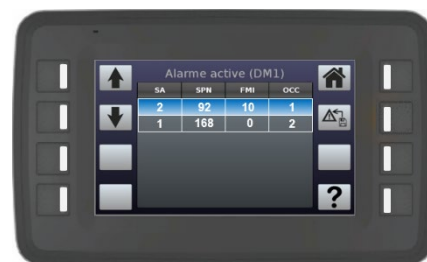 Alarme active (DM1)
SA SPN FMI OCC
2 92 10 1
1 168 0 2
?